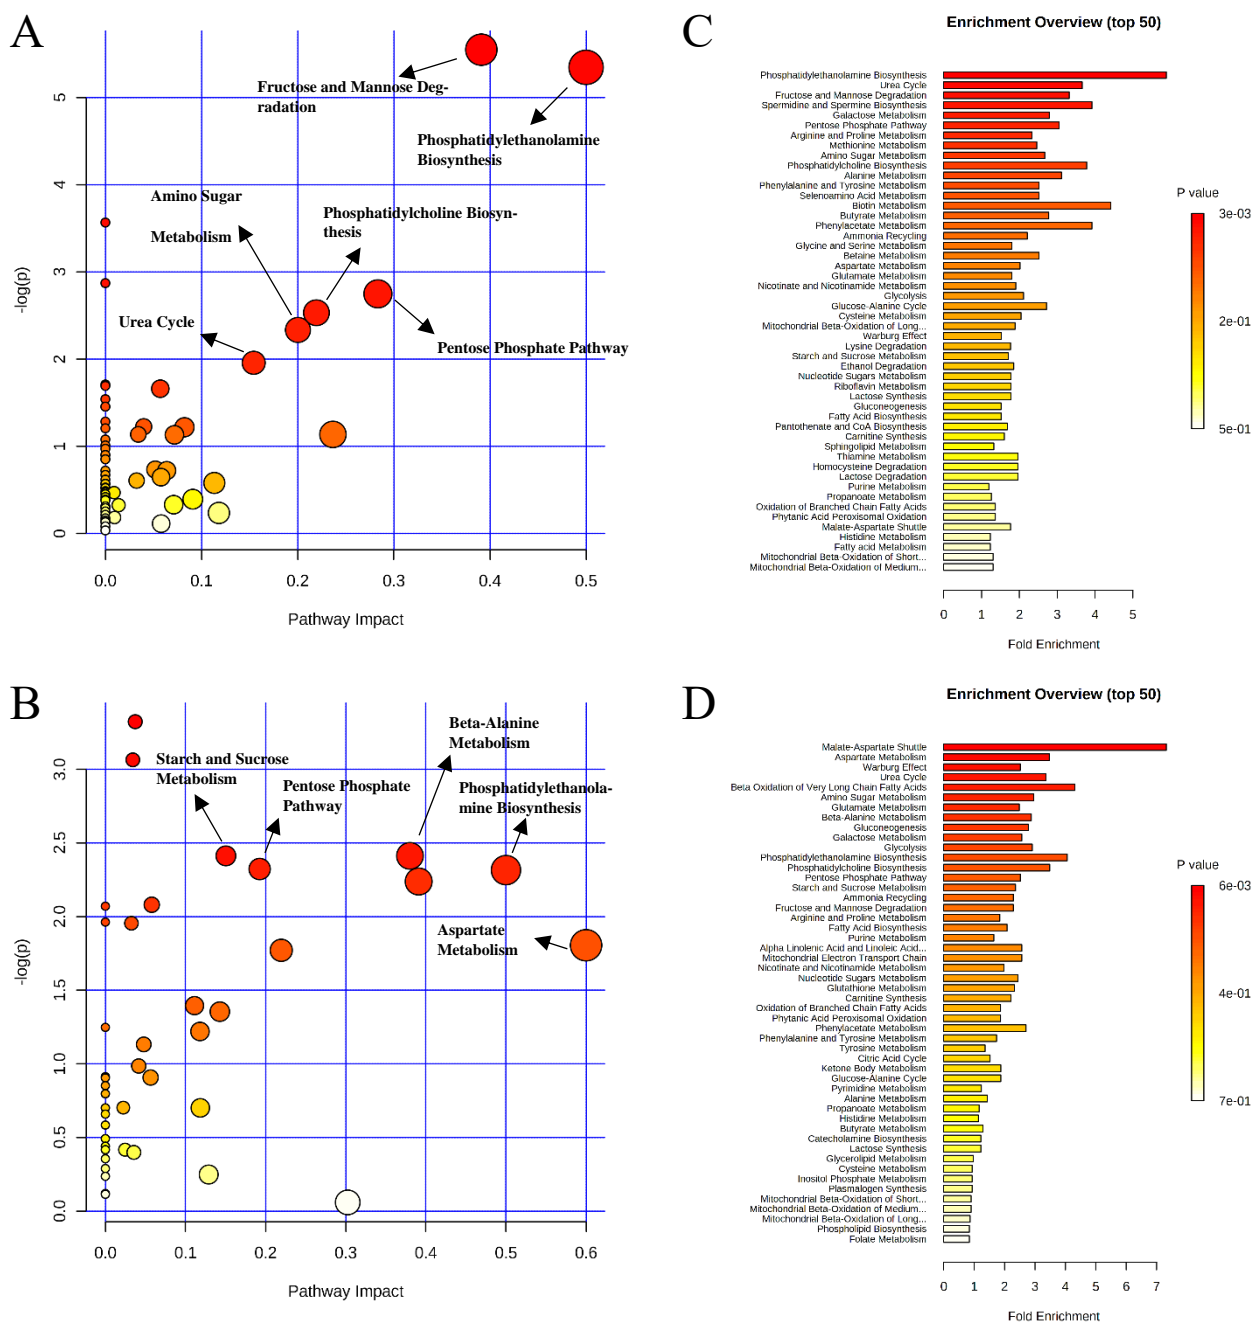 A
Fructose and Mannose Deg-
radation
Phosphatidylethanolamine
Biosynthesis
Amino Sugar
Metabolism
Phosphatidylcholine Biosyn-
thesis
Urea Cycle
Pentose Phosphate Pathway
-log(p)
5
4
3
2
1
0
0.0 0.1 0.2 0.3 0.4 0.5
Pathway Impact
C
Enrichment Overview (top 50)
Phosphatidylethanolamine Biosynthesis
Urea Cycle
Fructose and Mannose Degradation
Spermidine and Spermine Biosynthesis
Galactose Metabolism
Pentose Phosphate Pathway
Arginine and Proline Metabolism
Methionine Metabolism
Amino Sugar Metabolism
Phosphatidylcholine Biosynthesis
Alanine Metabolism
Phenylalanine and Tyrosine Metabolism
Selenoamino Acid Metabolism
Biotin Metabolism
Butyrate Metabolism
Phenylacetate Metabolism
Ammonia Recycling
Glycine and Serine Metabolism
Betaine Metabolism
Aspartate Metabolism
Glutamate Metabolism
Nicotinate and Nicotinamide Metabolism
Glycolysis
Glucose-Alanine Cycle
Cysteine Metabolism
Mitochondrial Beta-Oxidation of Long...
Warburg Effect
Lysine Degradation
Starch and Sucrose Metabolism
Ethanol Degradation
Nucleotide Sugars Metabolism
Riboflavin Metabolism
Lactose Synthesis
Gluconeogenesis
Fatty Acid Biosynthesis
Pantothenate and CoA Biosynthesis
Carnitine Synthesis
Sphingolipid Metabolism
Thiamine Metabolism
Homocysteine Degradation
Lactose Degradation
Purine Metabolism
Propanoate Metabolism
Oxidation of Branched Chain Fatty Acids
Phytanic Acid Peroxisomal Oxidation
Malate-Aspartate Shuttle
Histidine Metabolism
Fatty acid Metabolism
Mitochondrial Beta-Oxidation of Short...
Mitochondrial Beta-Oxidation of Medium...
0 1 2 3 4 5
Fold Enrichment
P value
3e-03
2e-01
5e-01
B
Beta-Alanine
Metabolism
Starch and Sucrose
Metabolism
Pentose Phosphate
Pathway
Phosphatidylethanola-
mine Biosynthesis
Aspartate
Metabolism
-log(p)
3.0
2.5
2.0
1.5
1.0
0.5
0.0
0.0 0.1 0.2 0.3 0.4 0.5 0.6
Pathway Impact
D
Enrichment Overview (top 50)
Malate-Aspartate Shuttle
Aspartate Metabolism
Warburg Effect
Urea Cycle
Beta Oxidation of Very Long Chain Fatty Acids
Amino Sugar Metabolism
Glutamate Metabolism
Beta-Alanine Metabolism
Gluconeogenesis
Galactose Metabolism
Glycolysis
Phosphatidylethanolamine Biosynthesis
Phosphatidylcholine Biosynthesis
Pentose Phosphate Pathway
Starch and Sucrose Metabolism
Ammonia Recycling
Fructose and Mannose Degradation
Arginine and Proline Metabolism
Fatty Acid Biosynthesis
Purine Metabolism
Alpha Linolenic Acid and Linoleic Acid...
Mitochondrial Electron Transport Chain
Nicotinate and Nicotinamide Metabolism
Nucleotide Sugars Metabolism
Glutathione Metabolism
Carnitine Synthesis
Oxidation of Branched Chain Fatty Acids
Phytanic Acid Peroxisomal Oxidation
Phenylacetate Metabolism
Phenylalanine and Tyrosine Metabolism
Tyrosine Metabolism
Citric Acid Cycle
Ketone Body Metabolism
Glucose-Alanine Cycle
Pyrimidine Metabolism
Alanine Metabolism
Propanoate Metabolism
Histidine Metabolism
Butyrate Metabolism
Catecholamine Biosynthesis
Lactose Synthesis
Glycerolipid Metabolism
Cysteine Metabolism
Inositol Phosphate Metabolism
Plasmalogen Synthesis
Mitochondrial Beta-Oxidation of Short...
Mitochondrial Beta-Oxidation of Medium...
Mitochondrial Beta-Oxidation of Long...
Phospholipid Biosynthesis
Folate Metabolism
0 1 2 3 4 5 6 7
Fold Enrichment
P value
6e-03
4e-01
7e-01